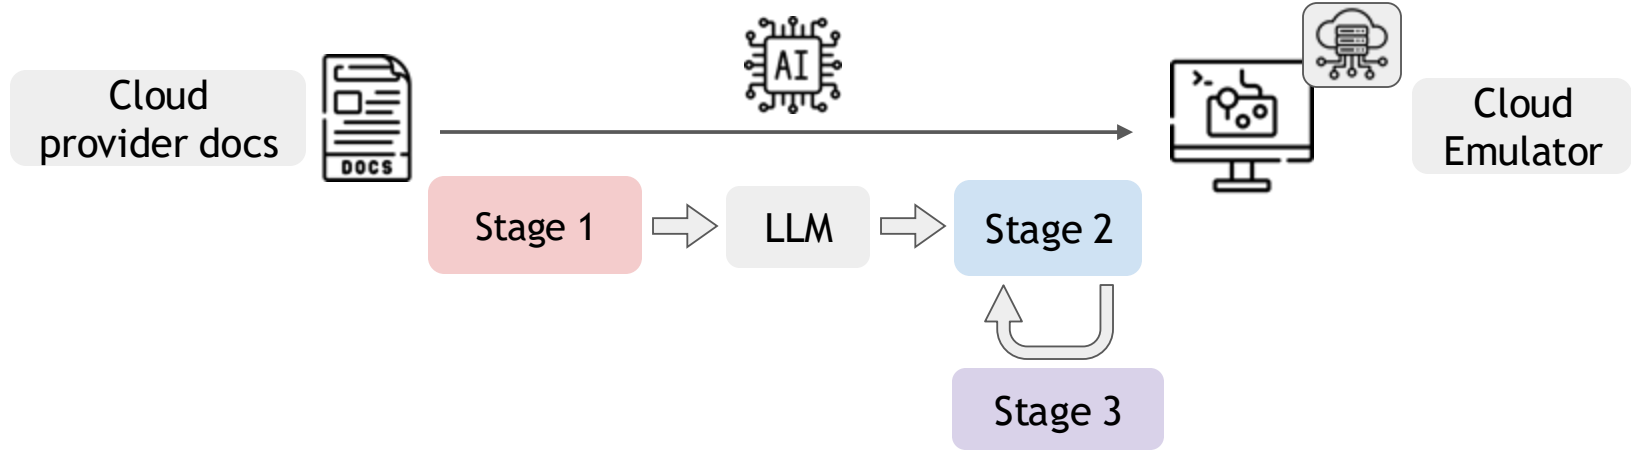 Cloud
provider docs
DOCS
AI
>_
Cloud
Emulator
Stage 1
LLM
Stage 2
Stage 3